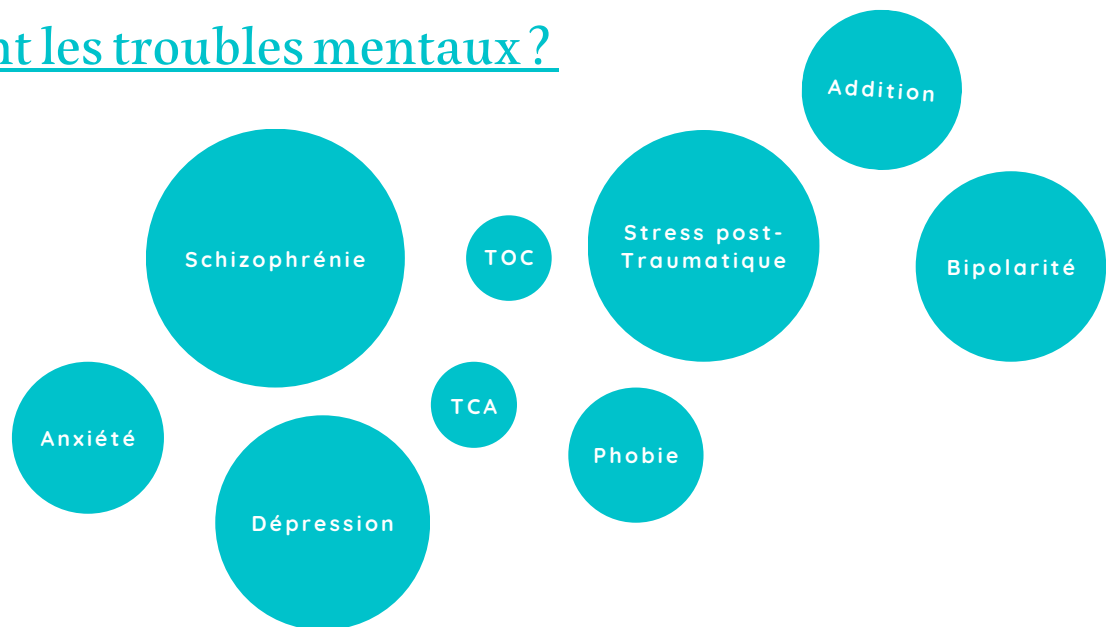 nt les troubles mentaux ?
Addition
Schizophrénie
TOC
Stress post-
Traumatique
Bipolarité
Anxiété
TCA
Phobie
Dépression